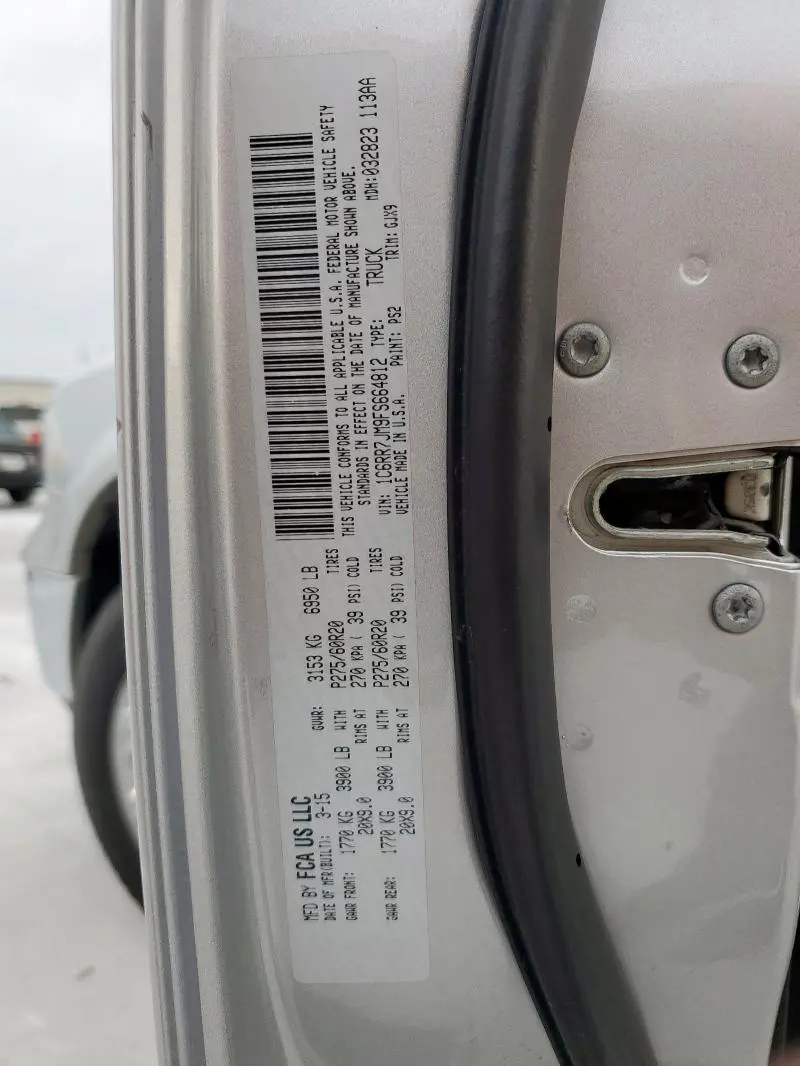 MFD BY FCA US LLC
DATE OF MFR(BUILT): 3-15 GVWR: 3153 KG 6950 LB
GAWR FRONT: 1770 KG 3900 LB WITH P275/60R20 TIRES
20X9.0 RIMS AT 270 KPA ( 39 PSI) COLD
GAWR REAR: 1770 KG 3900 LB WITH P275/60R20 TIRES
20X9.0 RIMS AT 270 KPA ( 39 PSI) COLD
THIS VEHICLE CONFORMS TO ALL APPLICABLE U.S.A. FEDERAL MOTOR VEHICLE SAFETY
STANDARDS IN EFFECT ON THE DATE OF MANUFACTURE SHOWN ABOVE.
VIN: 1C6RR7JM9FS664812 TYPE: TRUCK MDH:032823 113AA
VEHICLE MADE IN U.S.A. PAINT: PS2 TRIM: GJX9